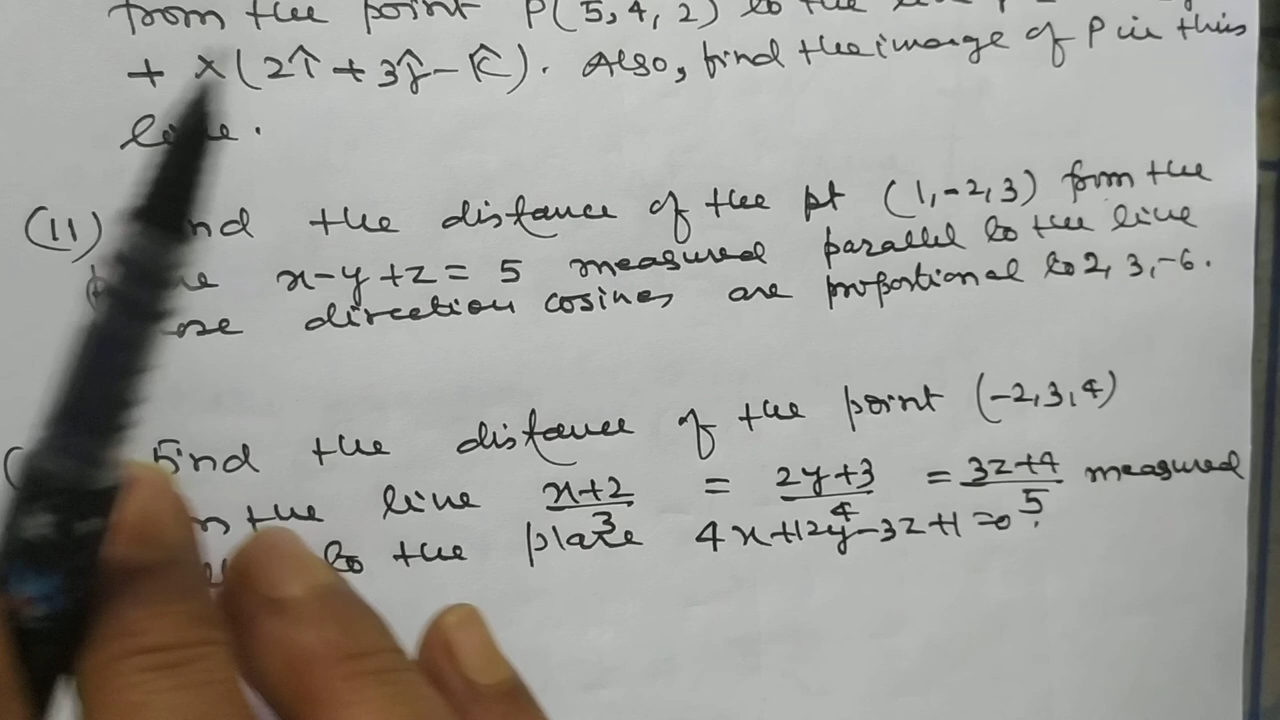 from the point P(5, 4, 2) to the
+ λ(2î + 3ĵ - k̂). Also, find the image of P in this
line.
(11) find the distance of the pt (1, -2, 3) from the
x-y+z = 5 measured parallel to the line
direction cosines are proportional to 2, 3, -6.
find the distance of the point (-2, 3, 4)
the line x+2/3 = 2y+3/4 = 3z+4/5 measured
to the plane 4x+12y-3z+1=0.